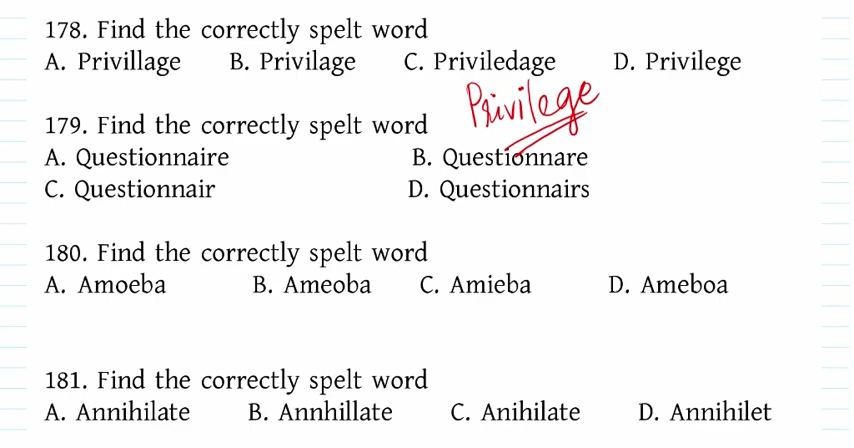 178. Find the correctly spelt word
A. Privillage B. Privilage C. Priviledage D. Privilege
Privilege
179. Find the correctly spelt word
A. Questionnaire B. Questionnare
C. Questionnair D. Questionnairs
180. Find the correctly spelt word
A. Amoeba B. Ameoba C. Amieba D. Ameboa
181. Find the correctly spelt word
A. Annihilate B. Annhillate C. Anihilate D. Annihilet